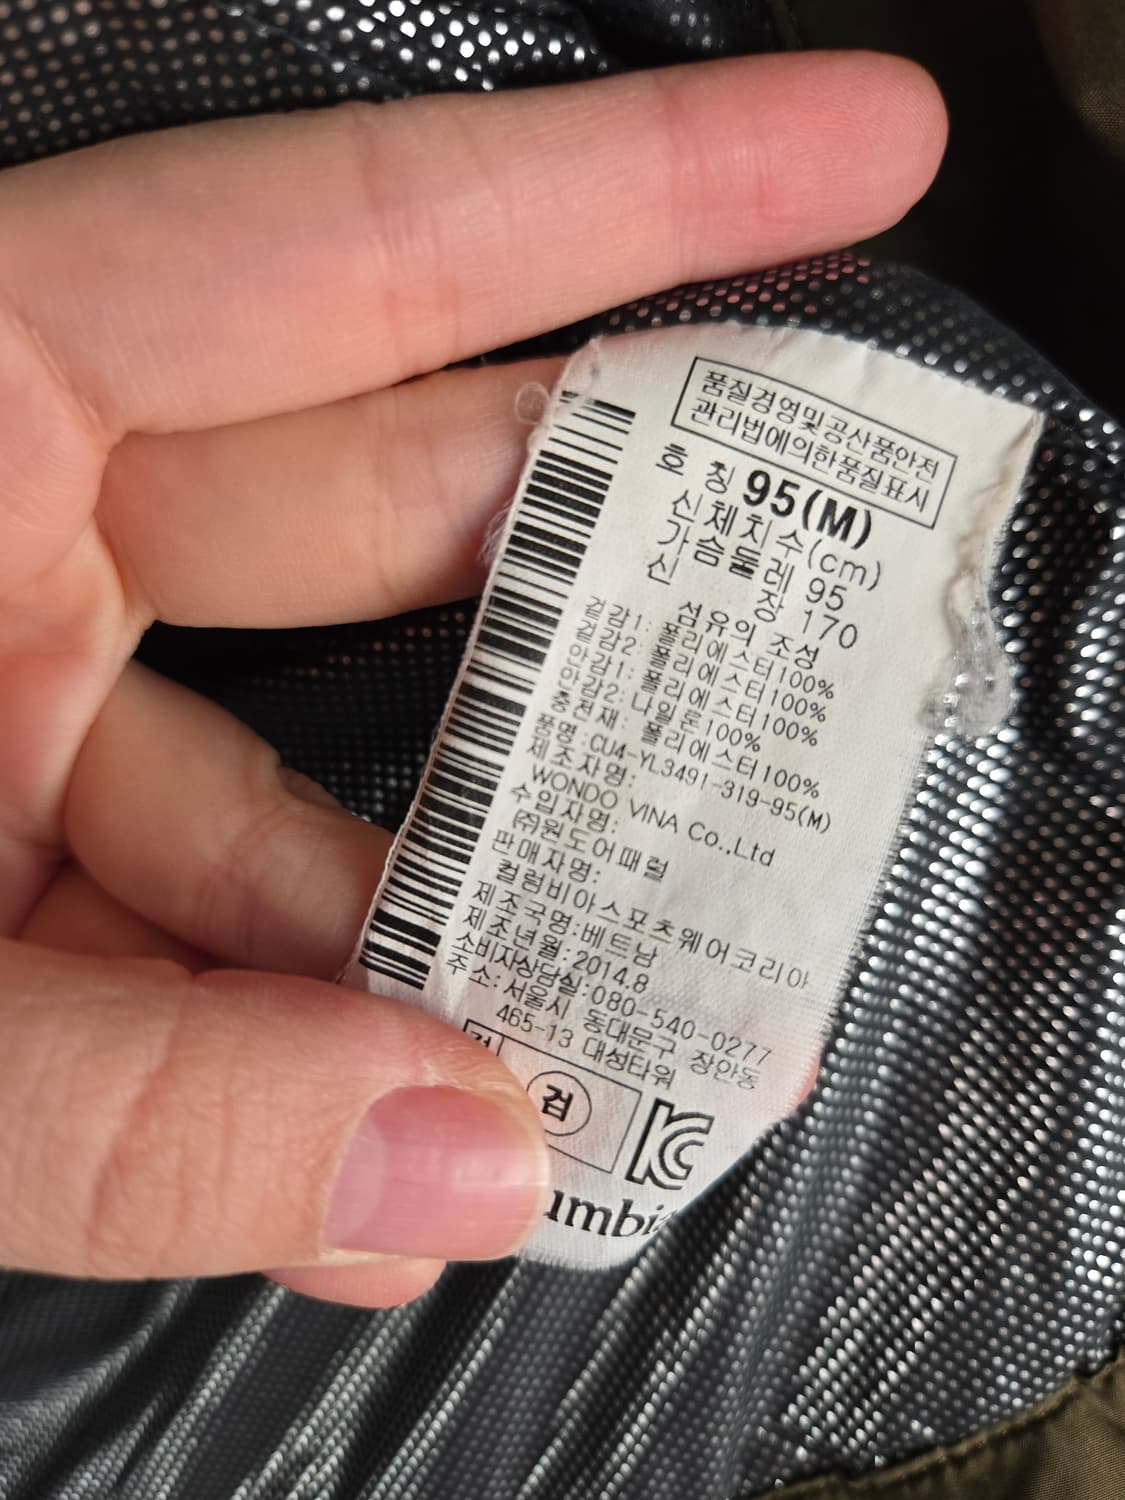 품질경영및공산품안전
관리법에의한품질표시
호 칭 95(M)
신체치수(cm)
가슴둘레 95
신 장 170
섬유의 조성
겉감1: 폴리에스터100%
겉감2: 폴리에스터100%
안감1: 폴리에스터100%
안감2: 나일론100%
충전재: 폴리에스터100%
품명: CU4-YL3491-319-95(M)
제조자명:
WONDO VINA Co.,Ltd
수입자명:
㈜원도어패럴
판매자명:
컬럼비아스포츠웨어코리아
제조국명:베트남
제조년월:2014.8
소비자상담실:080-540-0277
주소:서울시 동대문구 장안동
465-13 대성타워
검
KC
umbia